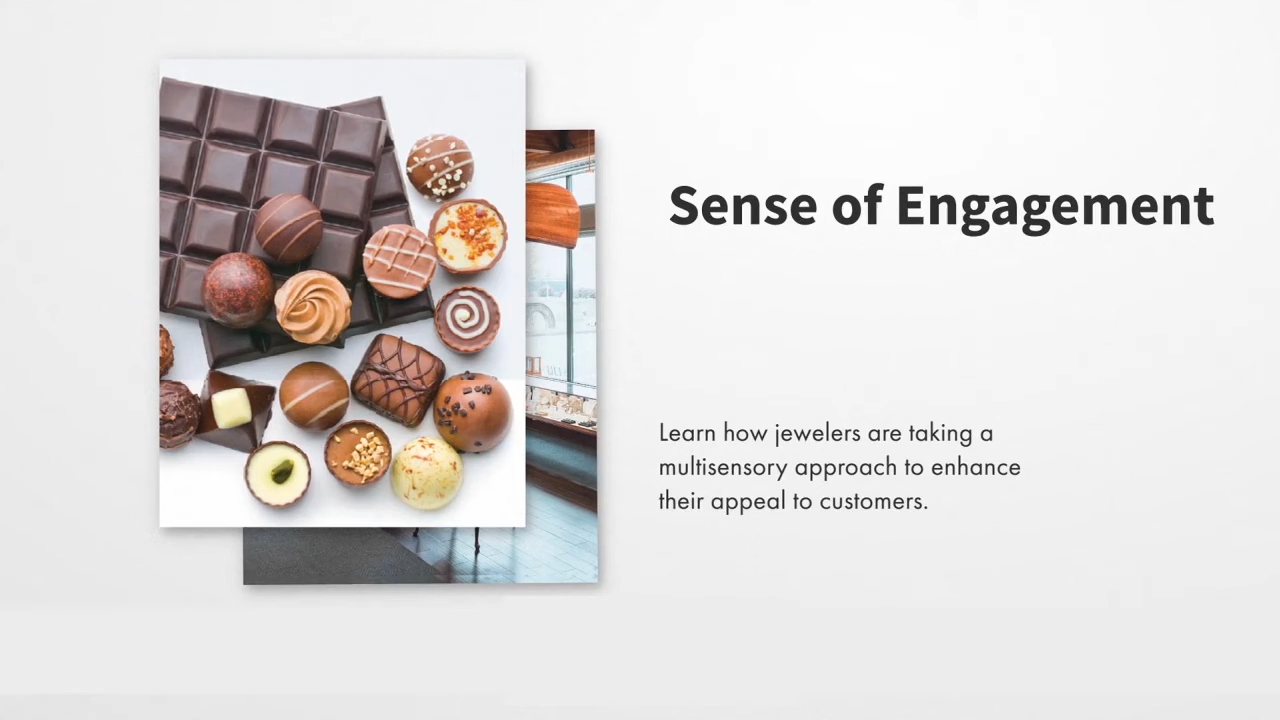 Sense of Engagement
Learn how jewelers are taking a
multisensory approach to enhance
their appeal to customers.